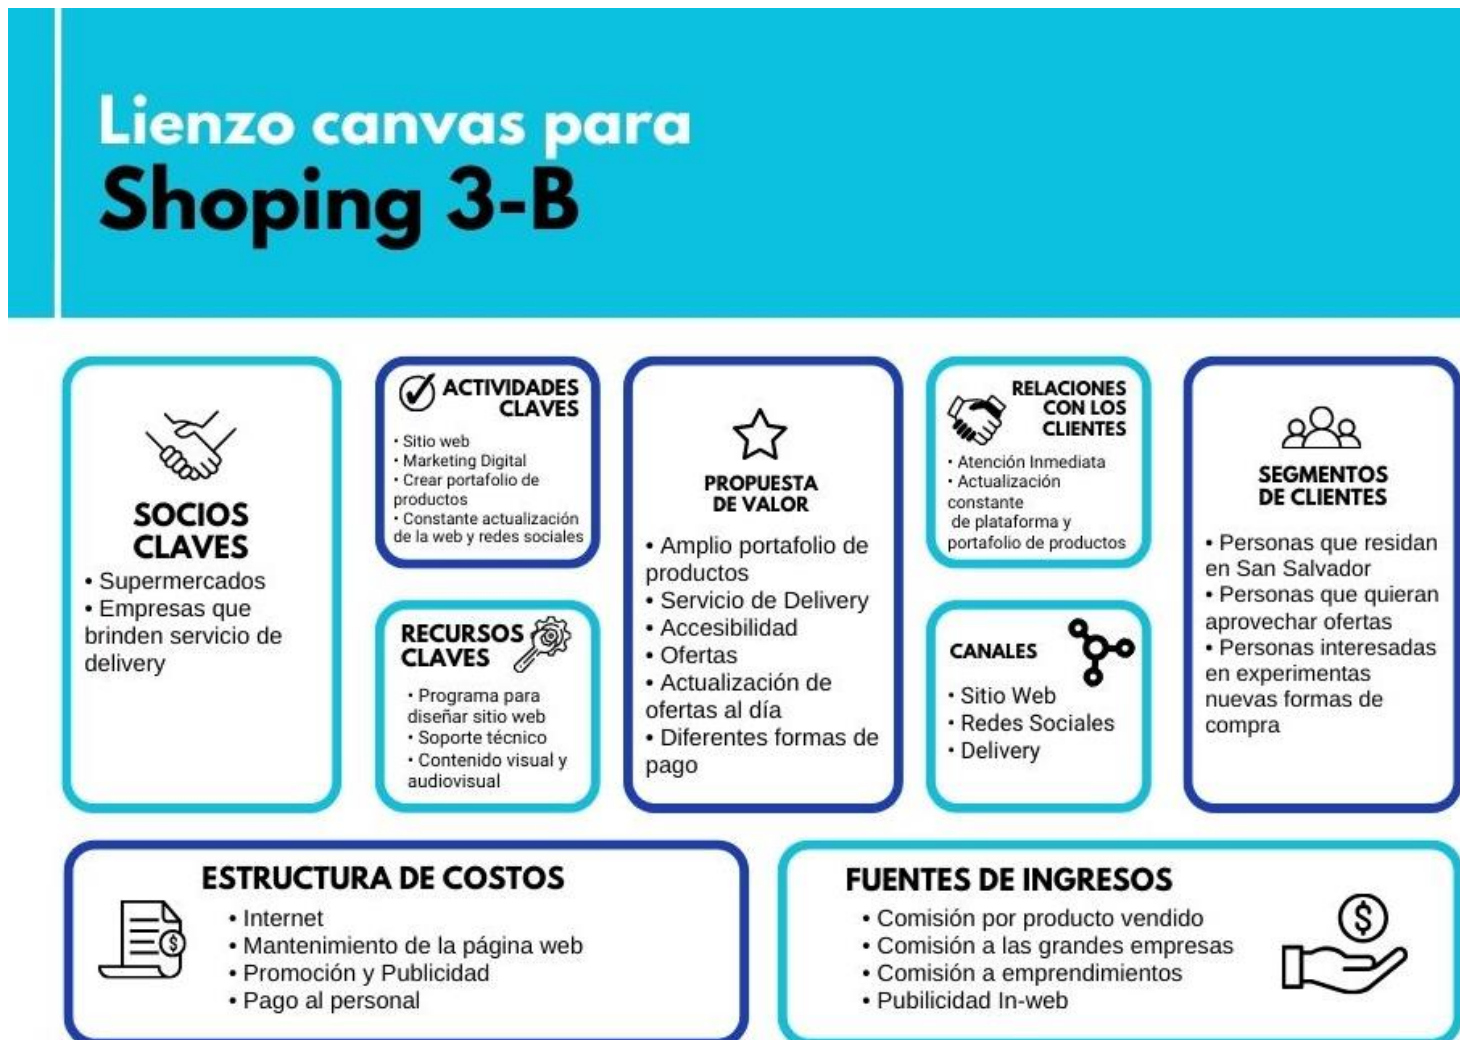 Lienzo canvas para
Shoping 3-B
SOCIOS
CLAVES
• Supermercados
• Empresas que
brinden servicio de
delivery
ACTIVIDADES
CLAVES
• Sitio web
• Marketing Digital
• Crear portafolio de
productos
• Constante actualización
de la web y redes sociales
RECURSOS
CLAVES
• Programa para
diseñar sitio web
• Soporte técnico
• Contenido visual y
audiovisual
PROPUESTA
DE VALOR
• Amplio portafolio de
productos
• Servicio de Delivery
• Accesibilidad
• Ofertas
• Actualización de
ofertas al día
• Diferentes formas de
pago
RELACIONES
CON LOS
CLIENTES
• Atención Inmediata
• Actualización
constante
de plataforma y
portafolio de productos
CANALES
• Sitio Web
• Redes Sociales
• Delivery
SEGMENTOS
DE CLIENTES
• Personas que residan
en San Salvador
• Personas que quieran
aprovechar ofertas
• Personas interesadas
en experimentas
nuevas formas de
compra
ESTRUCTURA DE COSTOS
• Internet
• Mantenimiento de la página web
• Promoción y Publicidad
• Pago al personal
FUENTES DE INGRESOS
• Comisión por producto vendido
• Comisión a las grandes empresas
• Comisión a emprendimientos
• Pubilicidad In-web